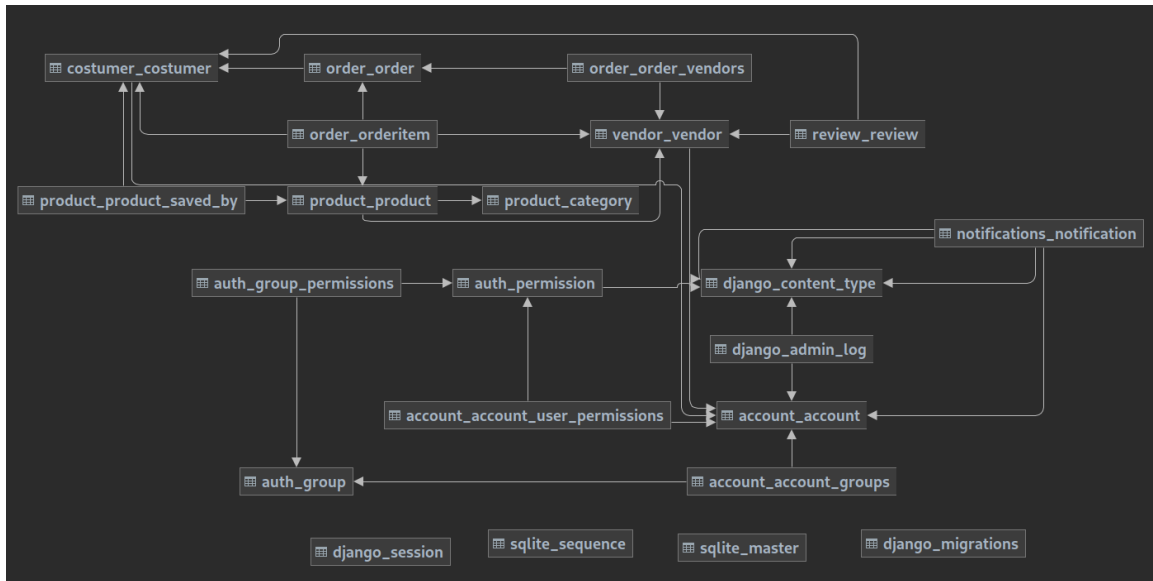 costumer_costumer
order_order
order_order_vendors
order_orderitem
vendor_vendor
review_review
product_product_saved_by
product_product
product_category
notifications_notification
auth_group_permissions
auth_permission
django_content_type
django_admin_log
account_account_user_permissions
account_account
auth_group
account_account_groups
django_session
sqlite_sequence
sqlite_master
django_migrations